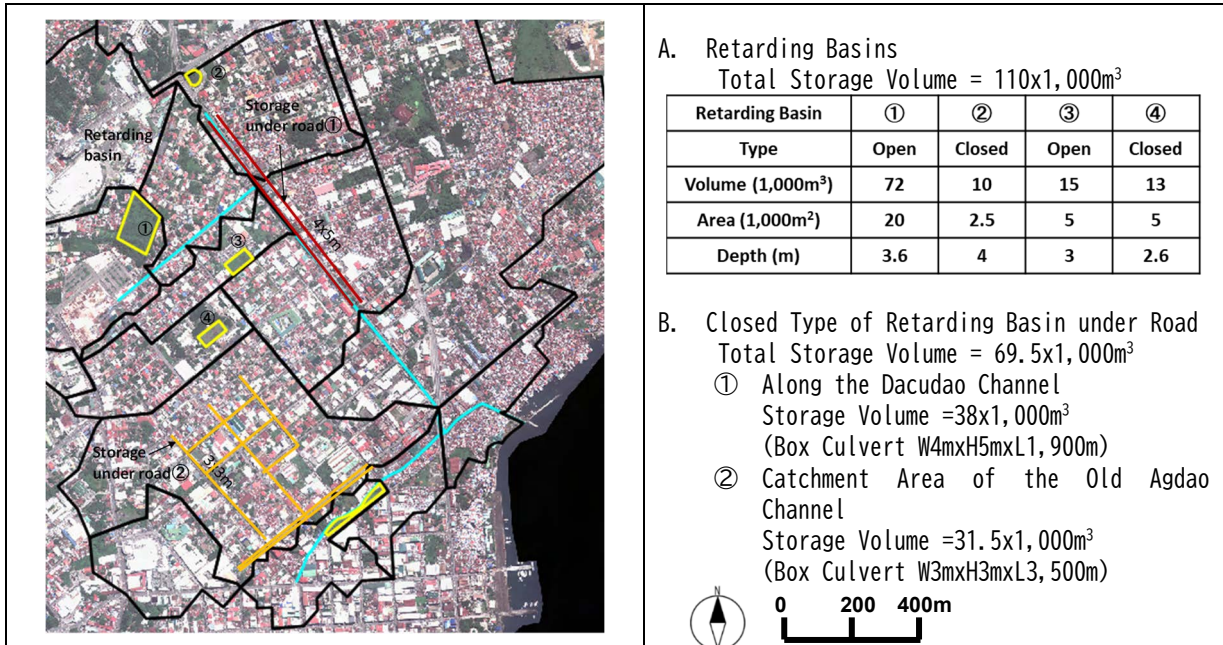 ②
Storage
under road①
Retarding
basin
①
4x5m
③
④
Storage
under road②
3x3m
A. Retarding Basins
Total Storage Volume = 110x1,000m³
Retarding Basin ① ② ③ ④
Type Open Closed Open Closed
Volume (1,000m³) 72 10 15 13
Area (1,000m²) 20 2.5 5 5
Depth (m) 3.6 4 3 2.6
B. Closed Type of Retarding Basin under Road
Total Storage Volume = 69.5x1,000m³
① Along the Dacudao Channel
Storage Volume =38x1,000m³
(Box Culvert W4mxH5mxL1,900m)
② Catchment Area of the Old Agdao
Channel
Storage Volume =31.5x1,000m³
(Box Culvert W3mxH3mxL3,500m)
N
0 200 400m